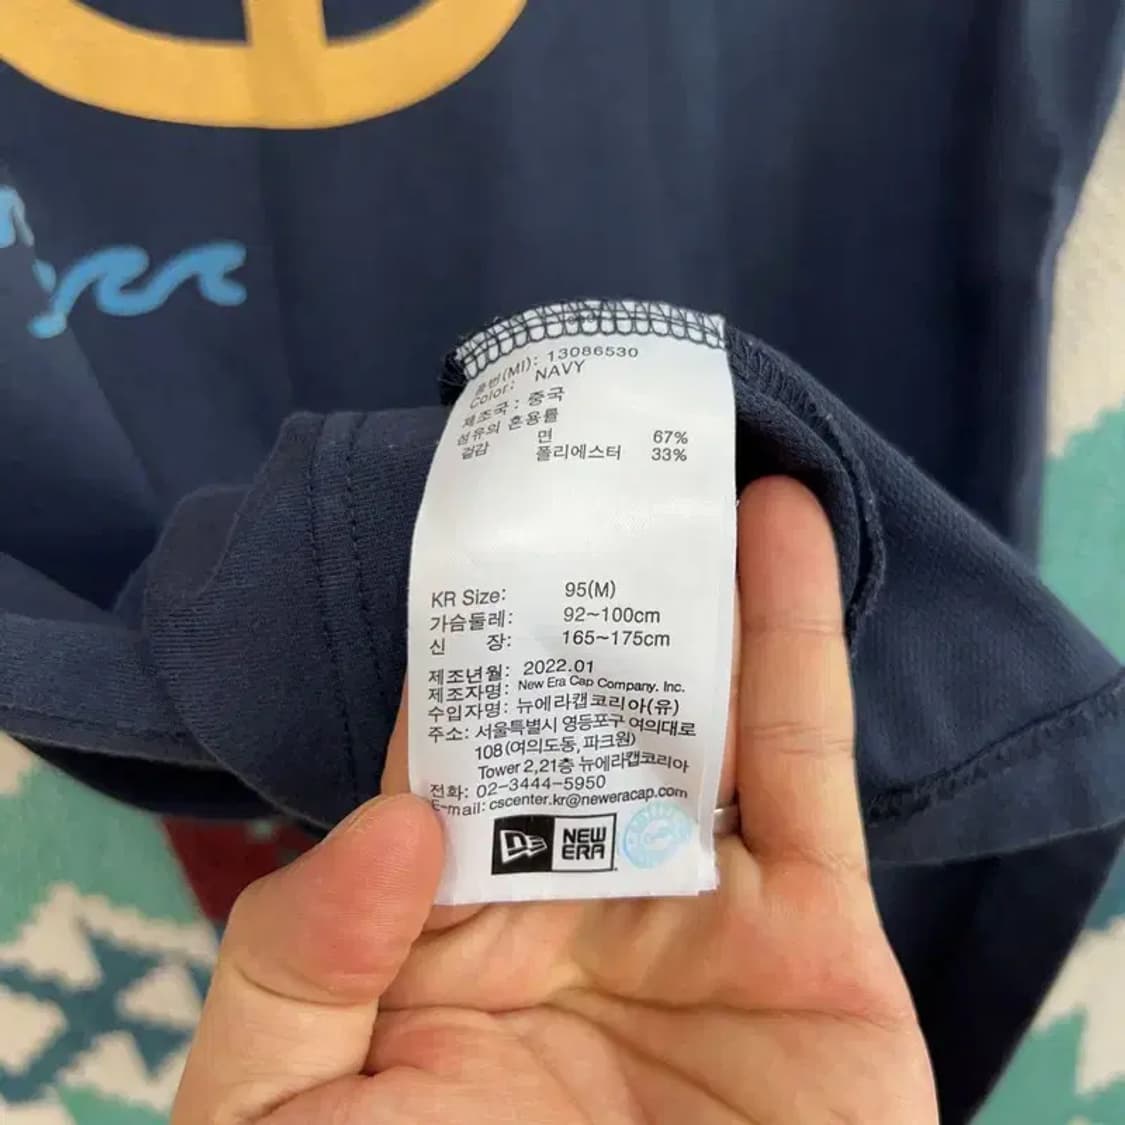 품번(MI): 13086530
Color: NAVY
제조국: 중국
섬유의 혼용률
겉감 면 67%
폴리에스터 33%
KR Size: 95(M)
가슴둘레: 92~100cm
신 장: 165~175cm
제조년월: 2022.01
제조자명: New Era Cap Company. Inc.
수입자명: 뉴에라캡코리아(유)
주소: 서울특별시 영등포구 여의대로
108(여의도동, 파크원)
Tower 2,21층 뉴에라캡코리아
전화: 02-3444-5950
E-mail: cscenter.kr@neweracap.com
NEW
ERA